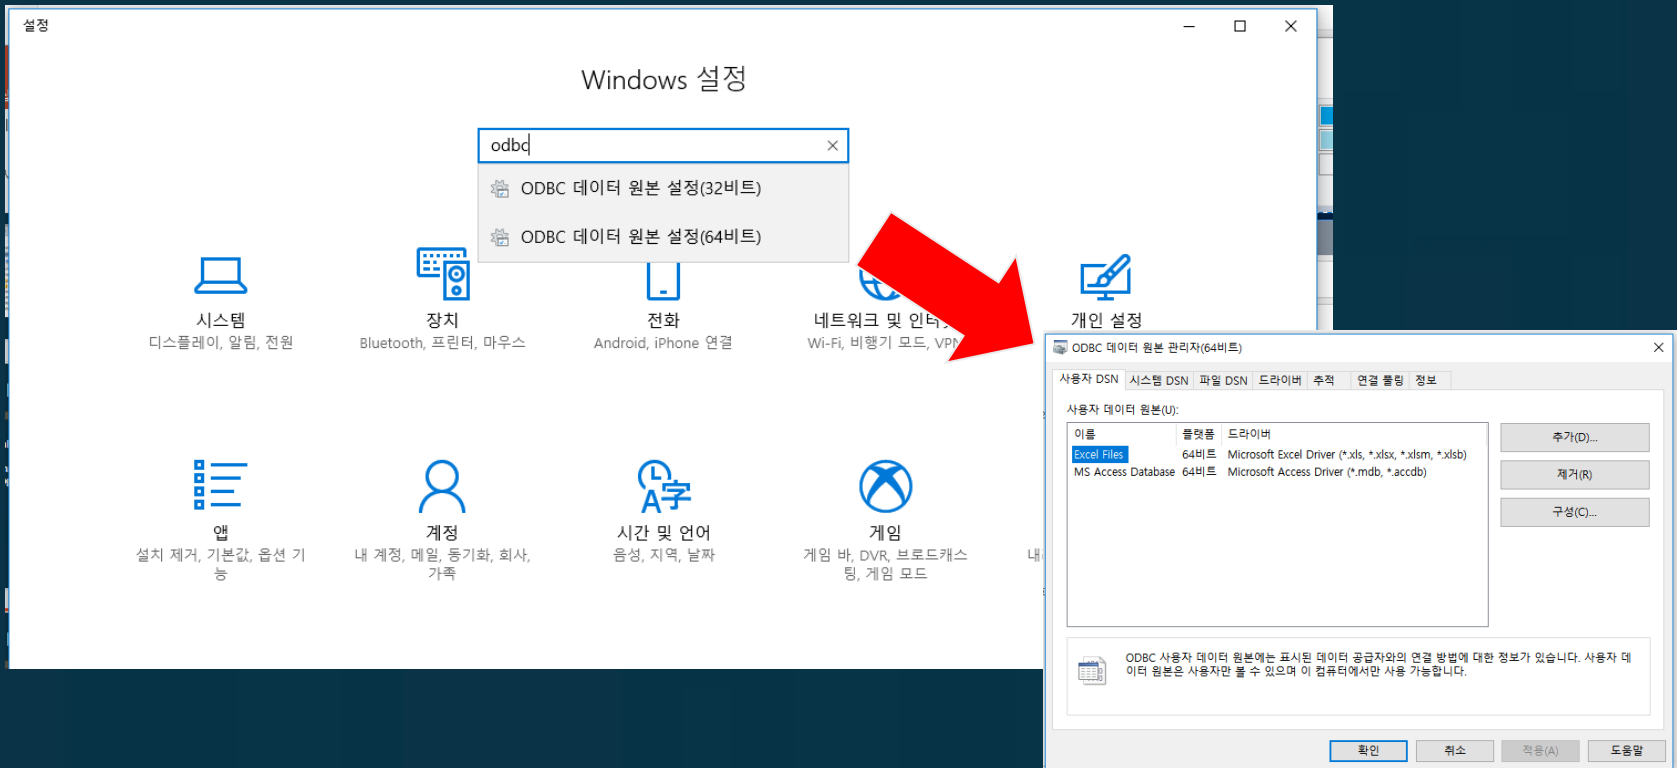 설정
Windows 설정
odbc
ODBC 데이터 원본 설정(32비트)
ODBC 데이터 원본 설정(64비트)
시스템
디스플레이, 알림, 전원
장치
Bluetooth, 프린터, 마우스
전화
Android, iPhone 연결
네트워크 및
Wi-Fi, 비행기 모드, VPN
개인 설정
앱
설치 제거, 기본값, 옵션 기
능
계정
내 계정, 메일, 동기화, 회사,
가족
시간 및 언어
음성, 지역, 날짜
게임
게임 바, DVR, 브로드캐스
팅, 게임 모드
ODBC 데이터 원본 관리자(64비트)
사용자 DSN 시스템 DSN 파일 DSN 드라이버 추적 연결 풀링 정보
사용자 데이터 원본(U):
이름 플랫폼 드라이버
Excel Files 64비트 Microsoft Excel Driver (*.xls, *.xlsx, *.xlsm, *.xlsb)
MS Access Database 64비트 Microsoft Access Driver (*.mdb, *.accdb)
추가(D)...
제거(R)
구성(C)...
ODBC 사용자 데이터 원본에는 표시된 데이터 공급자와의 연결 방법에 대한 정보가 있습니다. 사용자 데
이터 원본은 사용자만 볼 수 있으며 이 컴퓨터에서만 사용 가능합니다.
확인 취소 적용(A) 도움말